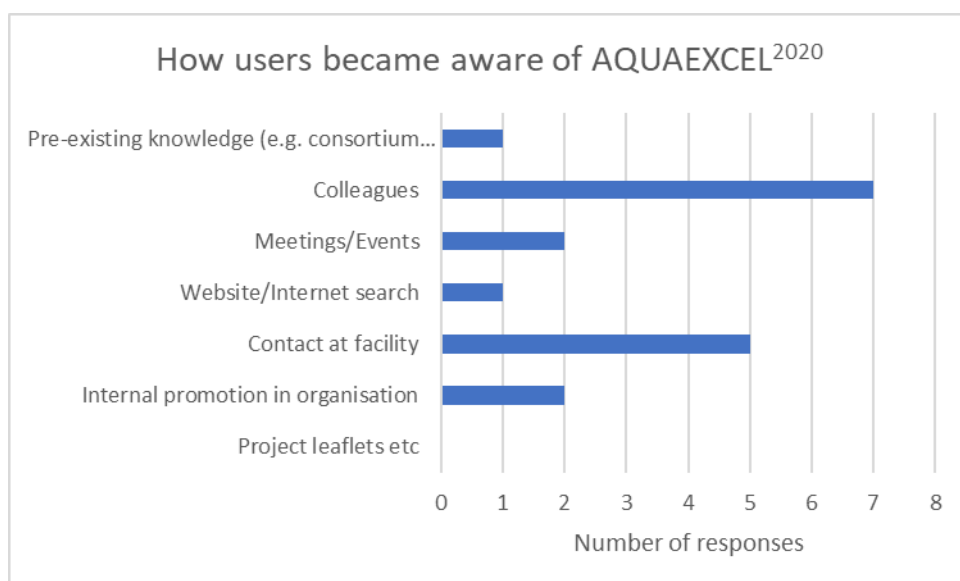 How users became aware of AQUAEXCEL²⁰²⁰
Pre-existing knowledge (e.g. consortium...
Colleagues
Meetings/Events
Website/Internet search
Contact at facility
Internal promotion in organisation
Project leaflets etc
0 1 2 3 4 5 6 7 8
Number of responses